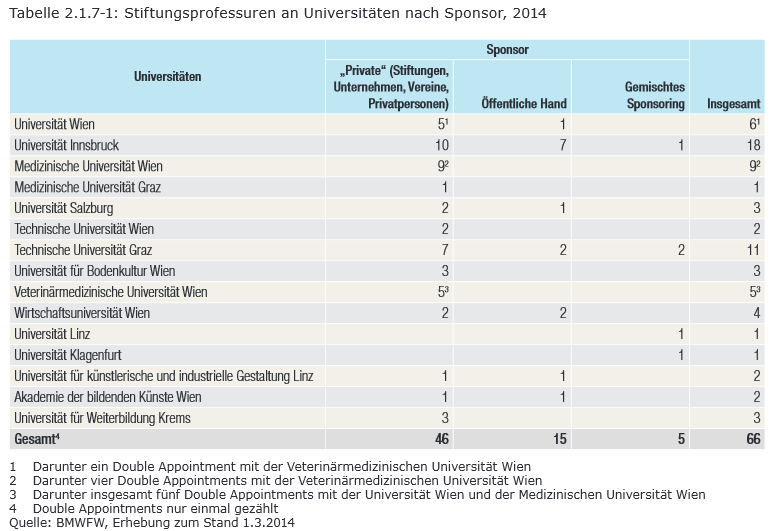 Tabelle 2.1.7-1: Stiftungsprofessuren an Universitäten nach Sponsor, 2014
Sponsor
Universitäten
„Private“ (Stiftungen,
Unternehmen, Vereine,
Privatpersonen) Öffentliche Hand Gemischtes
Sponsoring Insgesamt
Universität Wien 5¹ 1 6¹
Universität Innsbruck 10 7 1 18
Medizinische Universität Wien 9² 9²
Medizinische Universität Graz 1 1
Universität Salzburg 2 1 3
Technische Universität Wien 2 2
Technische Universität Graz 7 2 2 11
Universität für Bodenkultur Wien 3 3
Veterinärmedizinische Universität Wien 5³ 5³
Wirtschaftsuniversität Wien 2 2 4
Universität Linz 1 1
Universität Klagenfurt 1 1
Universität für künstlerische und industrielle Gestaltung Linz 1 1 2
Akademie der bildenden Künste Wien 1 1 2
Universität für Weiterbildung Krems 3 3
Gesamt⁴ 46 15 5 66
1 Darunter ein Double Appointment mit der Veterinärmedizinischen Universität Wien
2 Darunter vier Double Appointments mit der Veterinärmedizinischen Universität Wien
3 Darunter insgesamt fünf Double Appointments mit der Universität Wien und der Medizinischen Universität Wien
4 Double Appointments nur einmal gezählt
Quelle: BMWFW, Erhebung zum Stand 1.3.2014